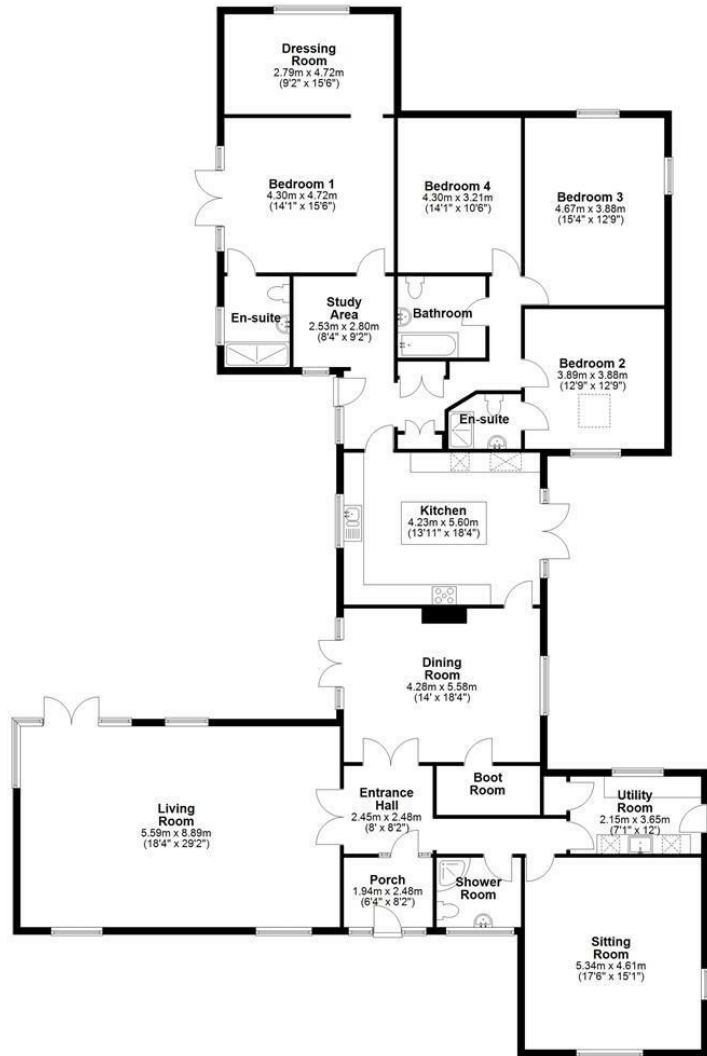 Dressing
Room
2.79m x 4.72m
(9'2" x 15'6")
Bedroom 1
4.30m x 4.72m
(14'1" x 15'6")
Bedroom 4
4.30m x 3.21m
(14'1" x 10'6")
Bedroom 3
4.67m x 3.88m
(15'4" x 12'9")
En-suite
Study
Area
2.53m x 2.80m
(8'4" x 9'2")
Bathroom
Bedroom 2
3.89m x 3.88m
(12'9" x 12'9")
En-suite
Kitchen
4.23m x 5.60m
(13'11" x 18'4")
Dining
Room
4.28m x 5.58m
(14' x 18'4")
Living
Room
5.59m x 8.89m
(18'4" x 29'2")
Entrance
Hall
2.45m x 2.48m
(8' x 8'2")
Boot
Room
Utility
Room
2.15m x 3.65m
(7'1" x 12')
Porch
1.94m x 2.48m
(6'4" x 8'2")
Shower
Room
Sitting
Room
5.34m x 4.61m
(17'6" x 15'1")